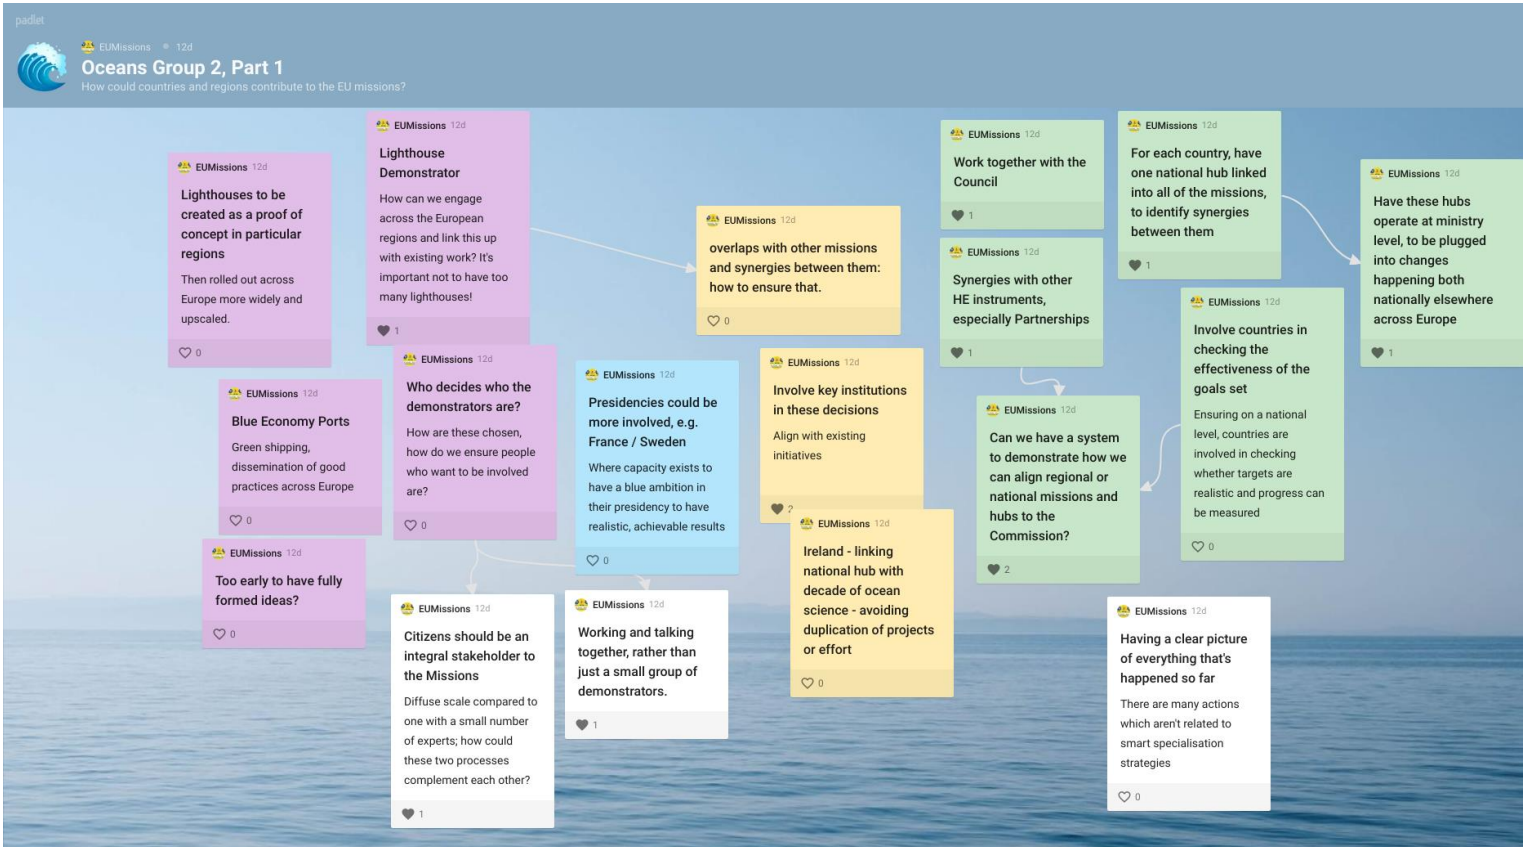 padlet
EUMissions 12d
Oceans Group 2, Part 1
How could countries and regions contribute to the EU missions?
EUMissions 12d
Lighthouses to be
created as a proof of
concept in particular
regions
Then rolled out across
Europe more widely and
upscaled.
0
EUMissions 12d
Lighthouse
Demonstrator
How can we engage
across the European
regions and link this up
with existing work? It's
important not to have too
many lighthouses!
1
EUMissions 12d
Blue Economy Ports
Green shipping,
dissemination of good
practices across Europe
0
EUMissions 12d
Who decides who the
demonstrators are?
How are these chosen,
how do we ensure people
who want to be involved
are?
0
EUMissions 12d
Too early to have fully
formed ideas?
0
EUMissions 12d
Citizens should be an
integral stakeholder to
the Missions
Diffuse scale compared to
one with a small number
of experts; how could
these two processes
complement each other?
1
EUMissions 12d
Presidencies could be
more involved, e.g.
France / Sweden
Where capacity exists to
have a blue ambition in
their presidency to have
realistic, achievable results
0
EUMissions 12d
Working and talking
together, rather than
just a small group of
demonstrators.
1
EUMissions 12d
overlaps with other missions
and synergies between them:
how to ensure that.
0
EUMissions 12d
Involve key institutions
in these decisions
Align with existing
initiatives
2
EUMissions 12d
Ireland - linking
national hub with
decade of ocean
science - avoiding
duplication of projects
or effort
0
EUMissions 12d
Work together with the
Council
1
EUMissions 12d
Synergies with other
HE instruments,
especially Partnerships
1
EUMissions 12d
Can we have a system
to demonstrate how we
can align regional or
national missions and
hubs to the
Commission?
2
EUMissions 12d
For each country, have
one national hub linked
into all of the missions,
to identify synergies
between them
1
EUMissions 12d
Involve countries in
checking the
effectiveness of the
goals set
Ensuring on a national
level, countries are
involved in checking
whether targets are
realistic and progress can
be measured
0
EUMissions 12d
Have these hubs
operate at ministry
level, to be plugged
into changes
happening both
nationally elsewhere
across Europe
1
EUMissions 12d
Having a clear picture
of everything that's
happened so far
There are many actions
which aren't related to
smart specialisation
strategies
0